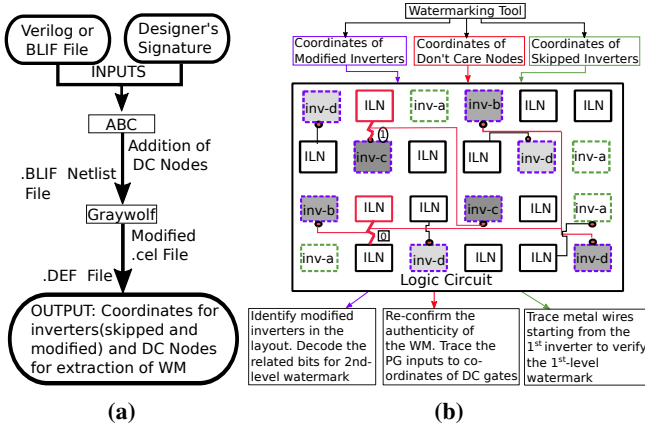 Verilog or
BLIF File
Designer's
Signature
INPUTS
ABC
Addition of
DC Nodes
.BLIF Netlist
File
Graywolf
Modified
.cel File
.DEF File
OUTPUT: Coordinates for
inverters(skipped and
modified) and DC Nodes
for extraction of WM
(a)
Watermarking Tool
Coordinates of
Modified Inverters
Coordinates of
Don't Care Nodes
Coordinates of
Skipped Inverters
inv-d
ILN
inv-a
inv-b
ILN
ILN
1
ILN
inv-c
ILN
ILN
inv-d
inv-a
inv-b
ILN
ILN
inv-c
ILN
inv-a
0
inv-a
ILN
inv-d
ILN
ILN
inv-d
Logic Circuit
Identify modified
inverters in the
layout. Decode the
related bits for 2nd-
level watermark
Re-confirm the
authenticity of
the WM. Trace the
PG inputs to co-
ordinates of DC gates
Trace metal wires
starting from the
1st inverter to verify
the 1st-level
watermark
(b)